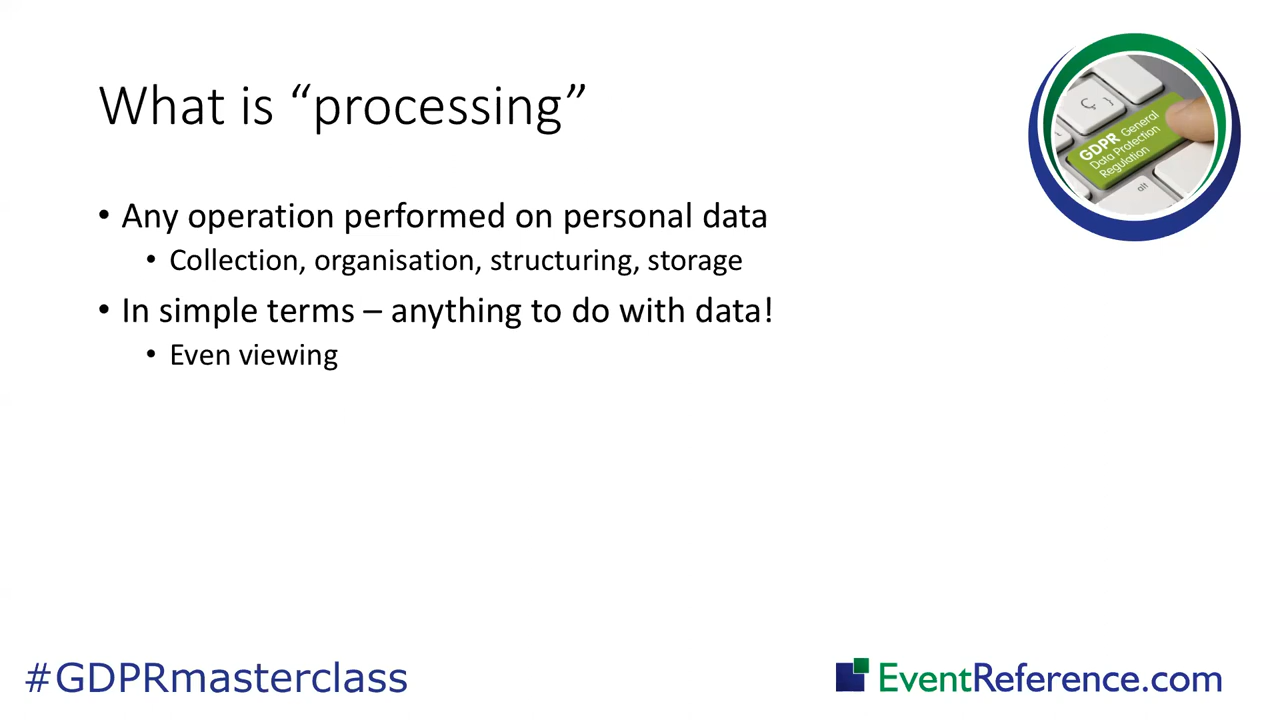 What is “processing”
• Any operation performed on personal data
• Collection, organisation, structuring, storage
• In simple terms – anything to do with data!
• Even viewing
GDPR General
Data Protection
Regulation
alt
#GDPRmasterclass
EventReference.com